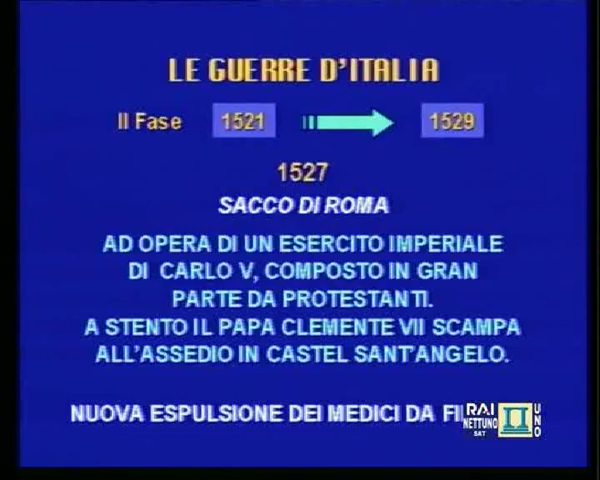 LE GUERRE D'ITALIA
II Fase 1521 1529
1527
SACCO DI ROMA
AD OPERA DI UN ESERCITO IMPERIALE
DI CARLO V, COMPOSTO IN GRAN
PARTE DA PROTESTANTI.
A STENTO IL PAPA CLEMENTE VII SCAMPA
ALL'ASSEDIO IN CASTEL SANT'ANGELO.
NUOVA ESPULSIONE DEI MEDICI DA
RAI
NETTUNO
SAT
UNO